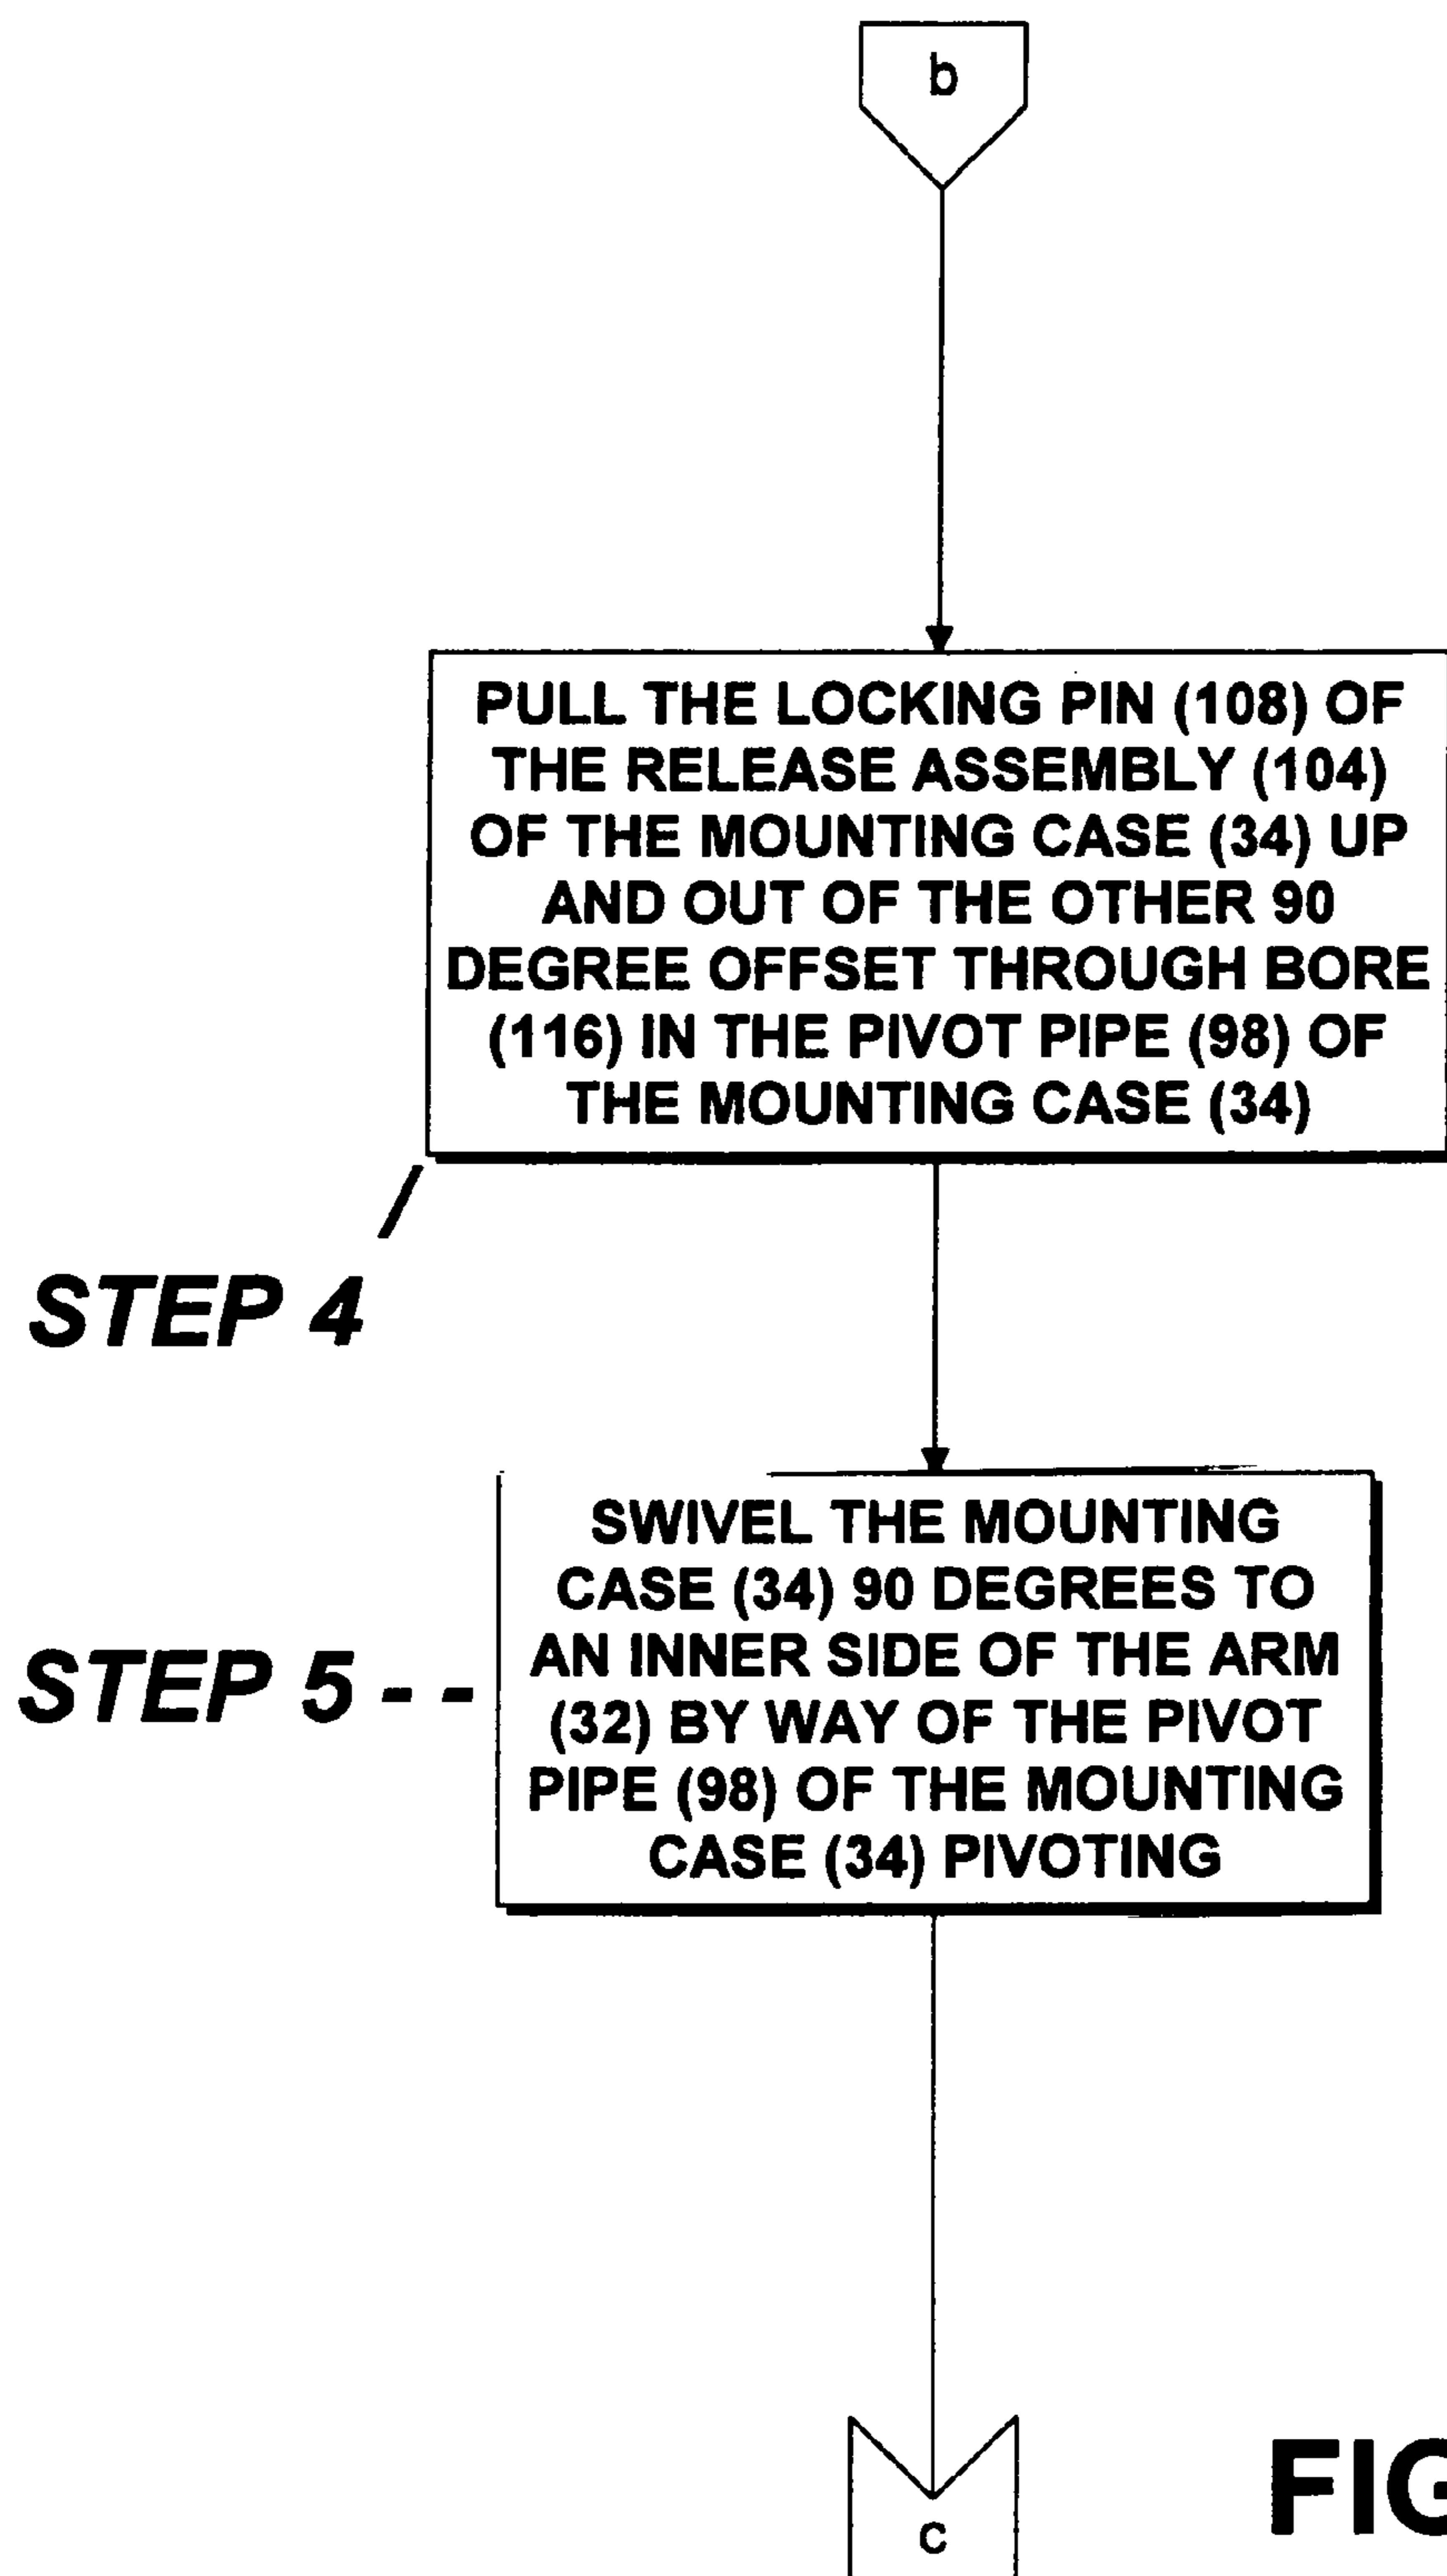 b
PULL THE LOCKING PIN (108) OF
THE RELEASE ASSEMBLY (104)
OF THE MOUNTING CASE (34) UP
AND OUT OF THE OTHER 90
DEGREE OFFSET THROUGH BORE
(116) IN THE PIVOT PIPE (98) OF
THE MOUNTING CASE (34)
STEP 4
SWIVEL THE MOUNTING
CASE (34) 90 DEGREES TO
AN INNER SIDE OF THE ARM
(32) BY WAY OF THE PIVOT
PIPE (98) OF THE MOUNTING
CASE (34) PIVOTING
STEP 5 - -
c
FIG